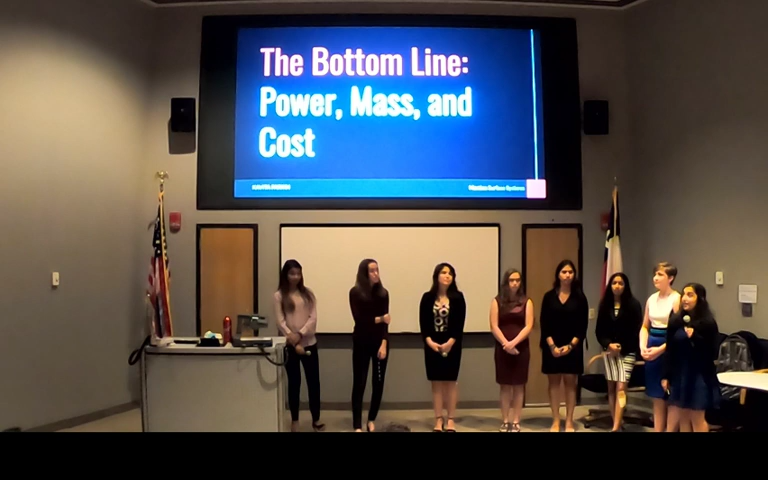 The Bottom Line:
Power, Mass, and
Cost